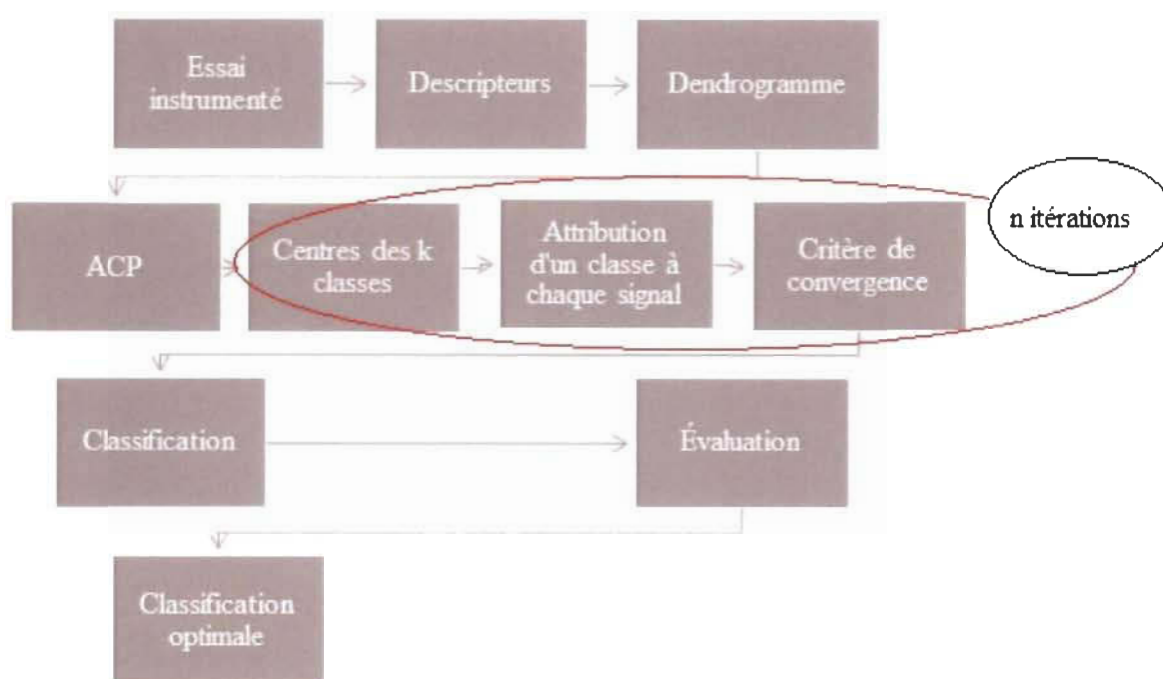 Essai
instrumenté
Descripteurs
Dendrogramme
ACP
Centres des k
classes
Attribution
d'un classe à
chaque signal
Critère de
convergence
n itérations
Classification
Évaluation
Classification
optimale